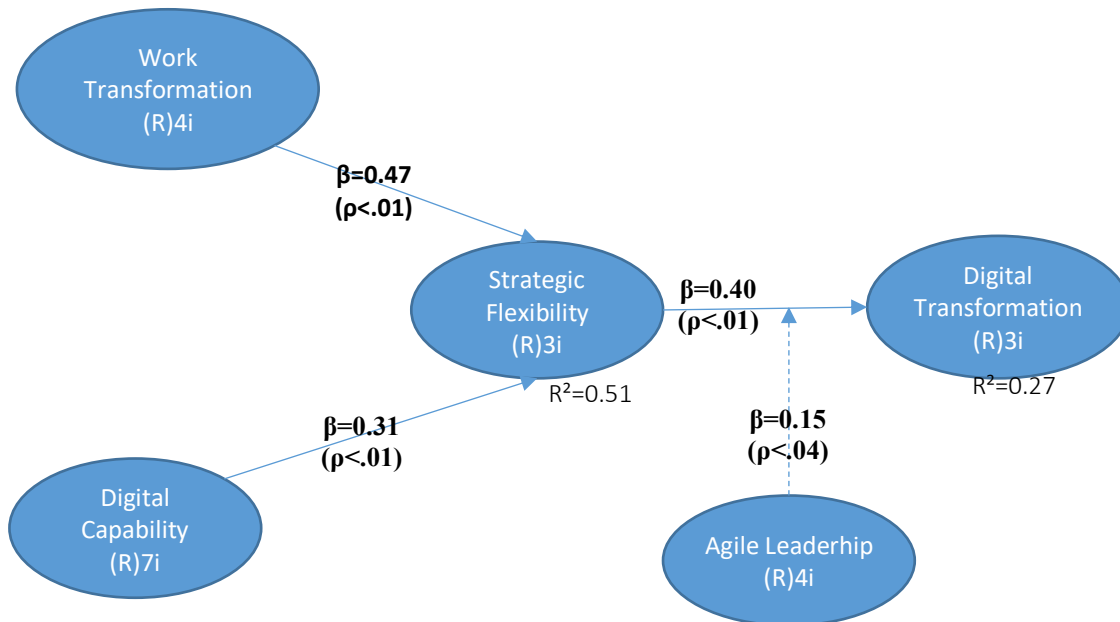 Work
Transformation
(R)4i
β=0.47
(ρ<.01)
Strategic
Flexibility
(R)3i
R²=0.51
β=0.40
(ρ<.01)
Digital
Transformation
(R)3i
R²=0.27
β=0.31
(ρ<.01)
β=0.15
(ρ<.04)
Digital
Capability
(R)7i
Agile Leaderhip
(R)4i